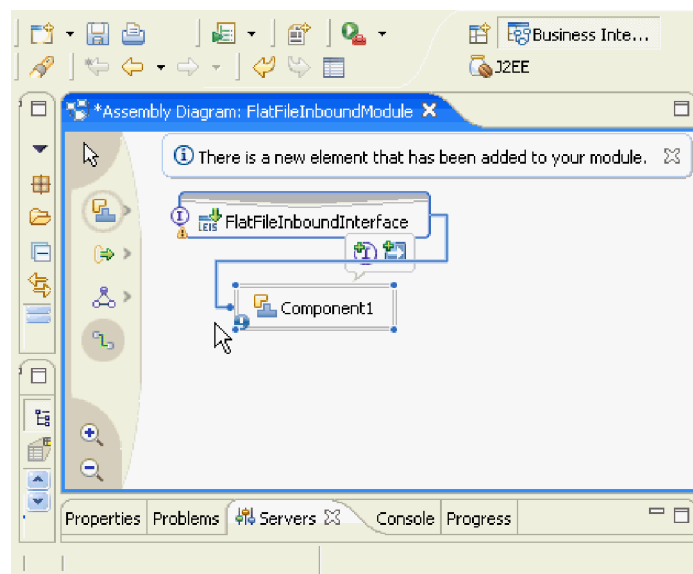 Business Inte...
J2EE
*Assembly Diagram: FlatFileInboundModule
There is a new element that has been added to your module.
EIS FlatFileInboundInterface
Component1
Properties Problems Servers Console Progress